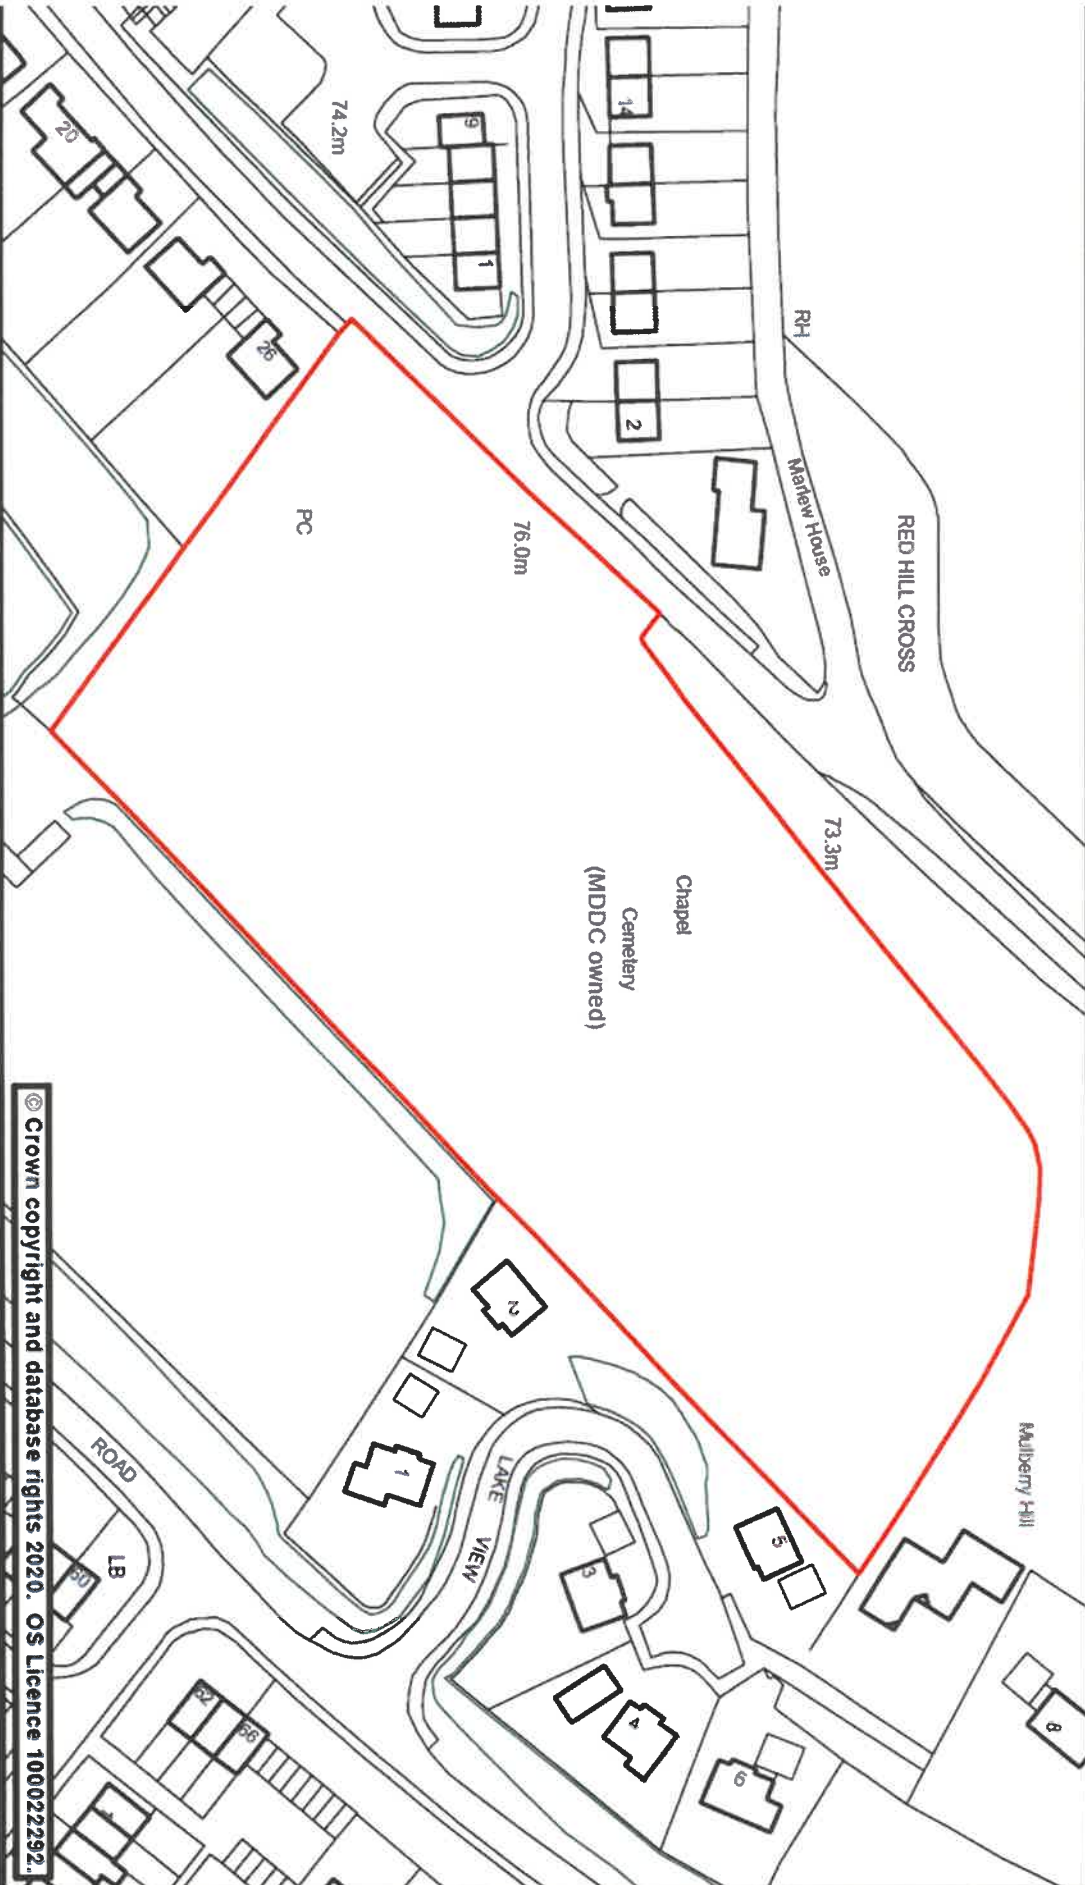 RED HILL CROSS
RH
Marlew House
Mulberry Hill
14
2
9
1
74.2m
76.0m
73.3m
Chapel
Cemetery
(MDDC owned)
PC
20
26
2
1
LAKE
VIEW
5
3
4
6
8
ROAD
LB
60
62
66
© Crown copyright and database rights 2020. OS Licence 100022292.